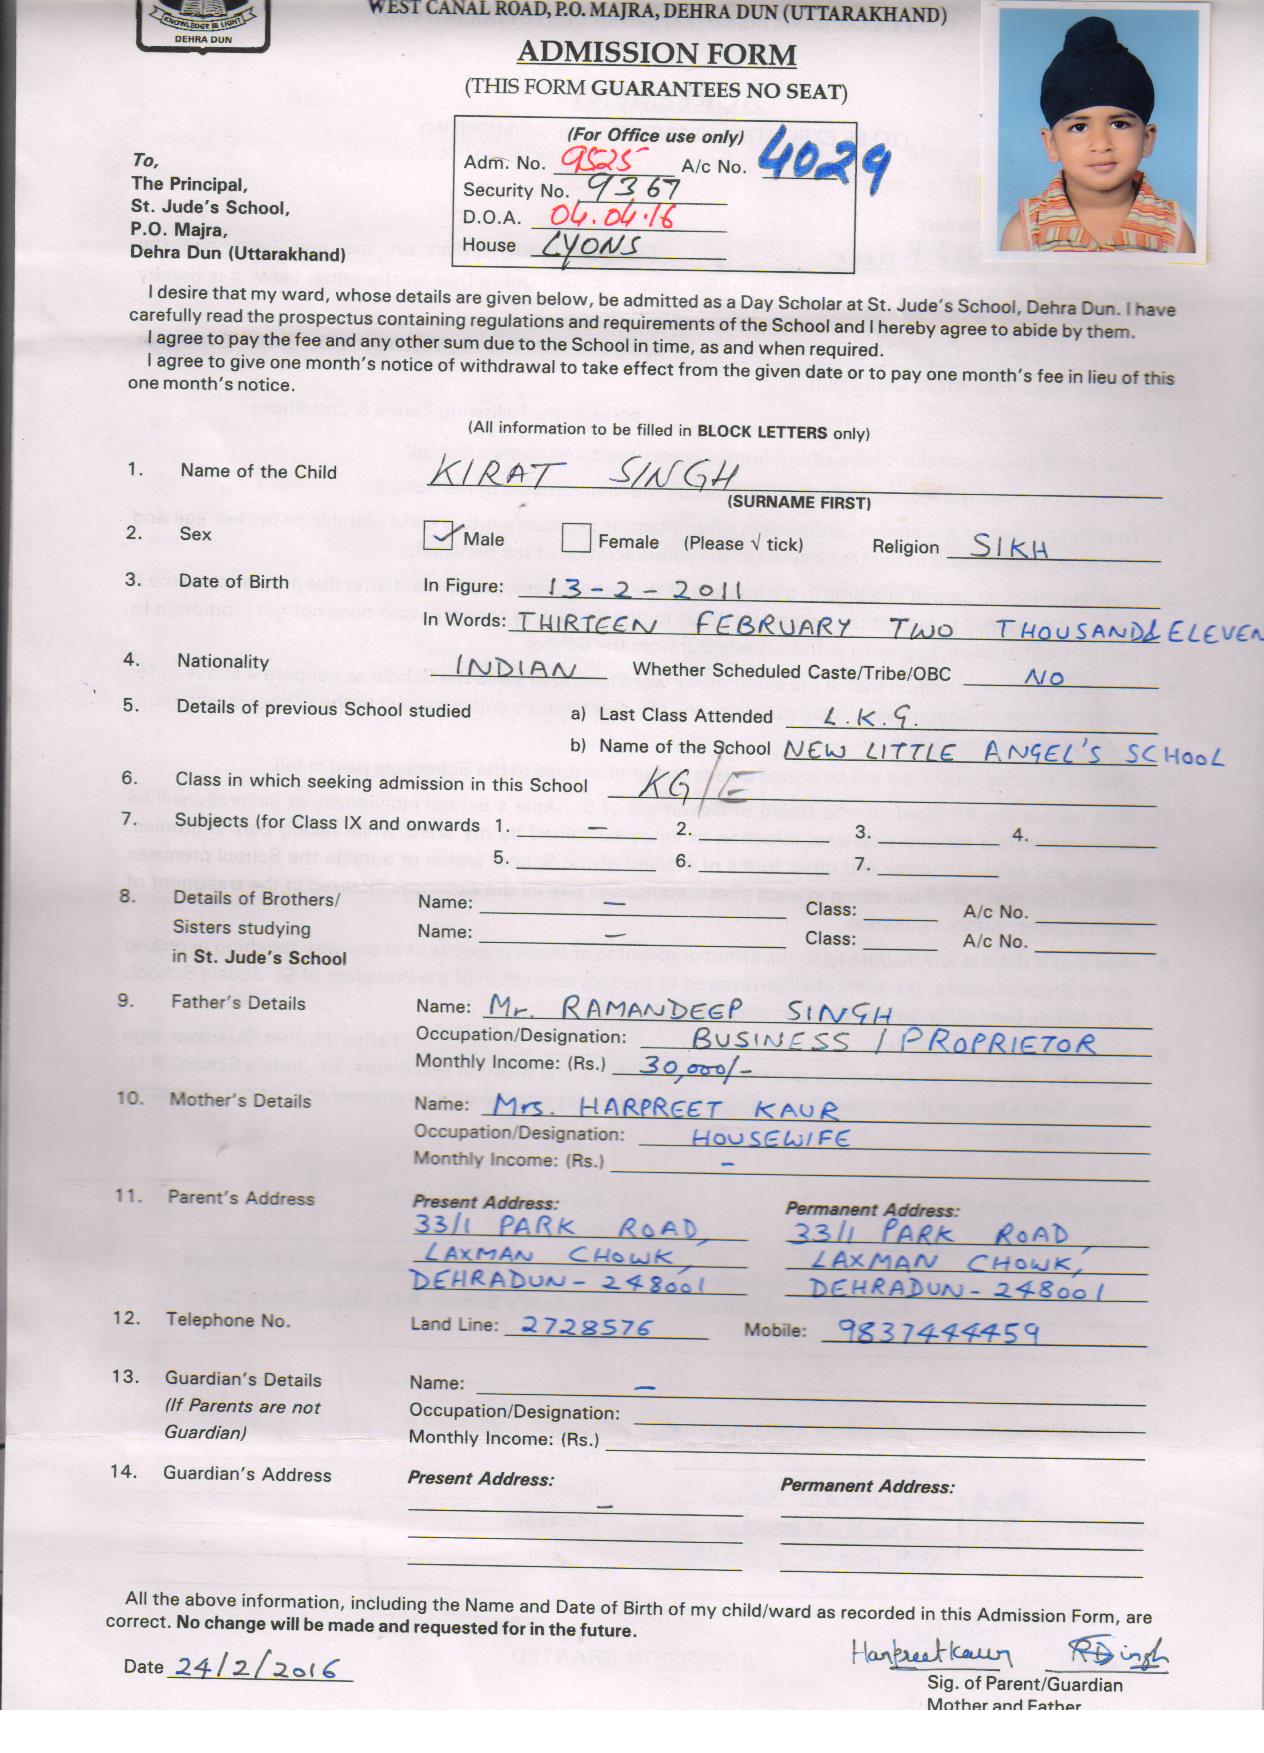 KNOWLEDGE IS LIGHT
DEHRA DUN
WEST CANAL ROAD, P.O. MAJRA, DEHRA DUN (UTTARAKHAND)
ADMISSION FORM
(THIS FORM GUARANTEES NO SEAT)
(For Office use only)
Adm. No. 9525 A/c No. 4029
Security No. 9367
D.O.A. 04.04.16
House LYONS
To,
The Principal,
St. Jude's School,
P.O. Majra,
Dehra Dun (Uttarakhand)
I desire that my ward, whose details are given below, be admitted as a Day Scholar at St. Jude's School, Dehra Dun. I have
carefully read the prospectus containing regulations and requirements of the School and I hereby agree to abide by them.
I agree to pay the fee and any other sum due to the School in time, as and when required.
I agree to give one month's notice of withdrawal to take effect from the given date or to pay one month's fee in lieu of this
one month's notice.
(All information to be filled in BLOCK LETTERS only)
1. Name of the Child KIRAT SINGH
(SURNAME FIRST)
2. Sex ✓ Male Female (Please √ tick) Religion SIKH
3. Date of Birth In Figure: 13-2-2011
In Words: THIRTEEN FEBRUARY TWO THOUSAND& ELEVEN
4. Nationality INDIAN Whether Scheduled Caste/Tribe/OBC NO
5. Details of previous School studied a) Last Class Attended L.K.G.
b) Name of the School NEW LITTLE ANGEL'S SCHOOL
6. Class in which seeking admission in this School KG/E
7. Subjects (for Class IX and onwards 1. – 2. 3. 4.
5. 6. 7.
8. Details of Brothers/ Name: – Class: A/c No.
Sisters studying Name: – Class: A/c No.
in St. Jude's School
9. Father's Details Name: Mr. RAMANDEEP SINGH
Occupation/Designation: BUSINESS / PROPRIETOR
Monthly Income: (Rs.) 30,000/-
10. Mother's Details Name: Mrs. HARPREET KAUR
Occupation/Designation: HOUSEWIFE
Monthly Income: (Rs.) –
11. Parent's Address Present Address: Permanent Address:
33/1 PARK ROAD, 33/1 PARK ROAD,
LAXMAN CHOWK, LAXMAN CHOWK,
DEHRADUN-248001 DEHRADUN-248001
12. Telephone No. Land Line: 2728576 Mobile: 9837444459
13. Guardian's Details Name: –
(If Parents are not Occupation/Designation:
Guardian) Monthly Income: (Rs.)
14. Guardian's Address Present Address: Permanent Address:
–
All the above information, including the Name and Date of Birth of my child/ward as recorded in this Admission Form, are
correct. No change will be made and requested for in the future.
Date 24/2/2016 Harpreet Kaur RDSingh
Sig. of Parent/Guardian
Mother and Father